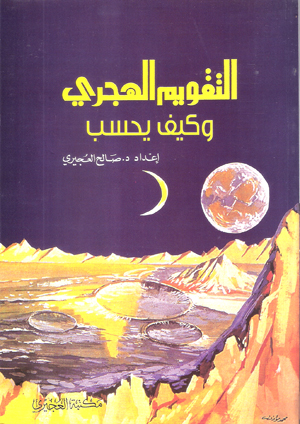 التقويم الهجري
وكيف يحسب
إعداد د. صالح العجيري
مكتبة العجيري